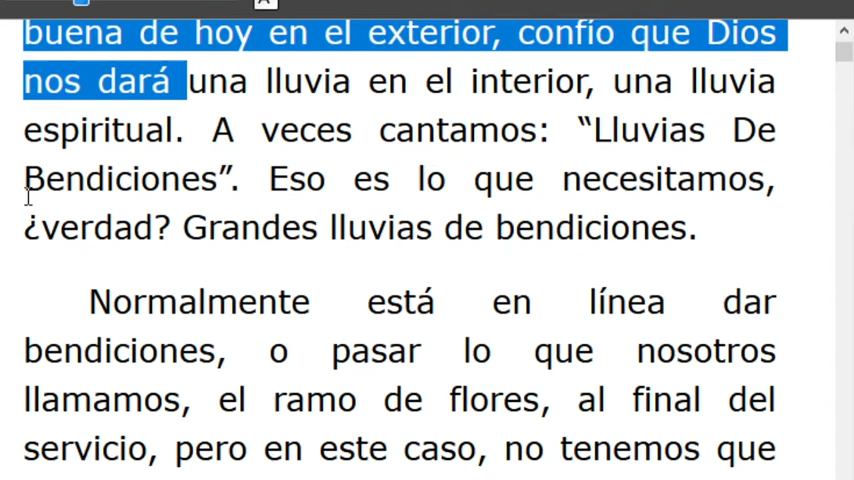 buena de hoy en el exterior, confío que Dios
nos dará una lluvia en el interior, una lluvia
espiritual. A veces cantamos: “Lluvias De
Bendiciones”. Eso es lo que necesitamos,
¿verdad? Grandes lluvias de bendiciones.
Normalmente está en línea dar
bendiciones, o pasar lo que nosotros
llamamos, el ramo de flores, al final del
servicio, pero en este caso, no tenemos que